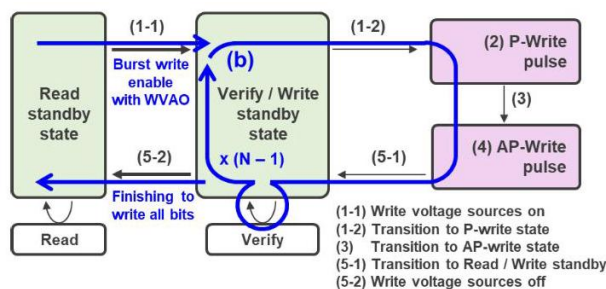 (1-1)
(1-2)
Read
standby
state
Burst write
enable
with WVAO
(b)
Verify / Write
standby
state
(2) P-Write
pulse
(3)
(4) AP-Write
pulse
(5-2)
x (N – 1)
(5-1)
Finishing to
write all bits
Read
Verify
(1-1) Write voltage sources on
(1-2) Transition to P-write state
(3) Transition to AP-write state
(5-1) Transition to Read / Write standby
(5-2) Write voltage sources off